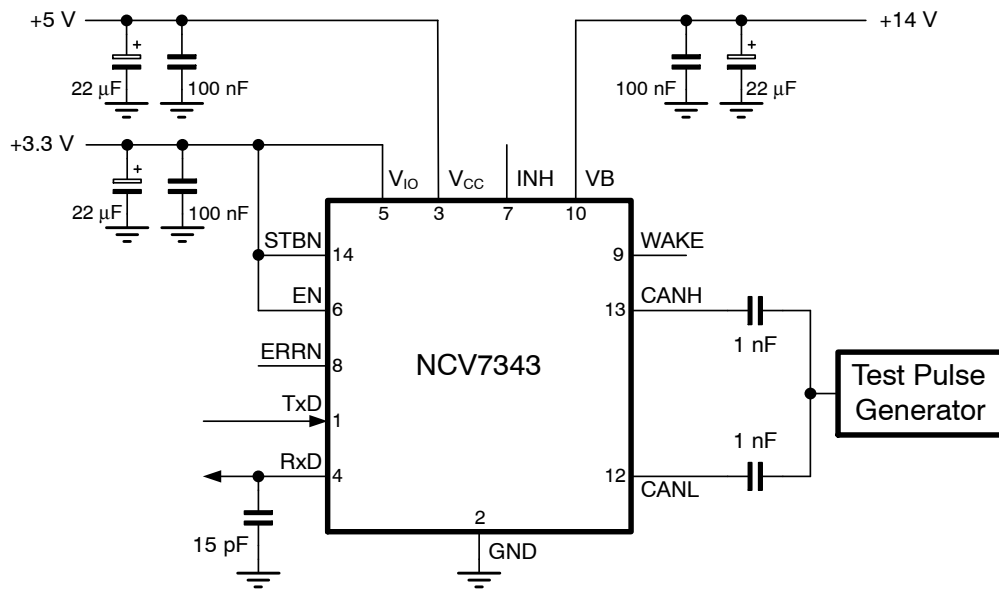 +5 V
+14 V
+
22 μF
100 nF
100 nF
+
22 μF
+3.3 V
+
22 μF
100 nF
V_IO
V_CC
INH
VB
5
3
7
10
STBN
14
9
WAKE
EN
6
13
CANH
1 nF
ERRN
8
NCV7343
Test Pulse
Generator
TxD
1
1 nF
RxD
4
12
CANL
15 pF
2
GND